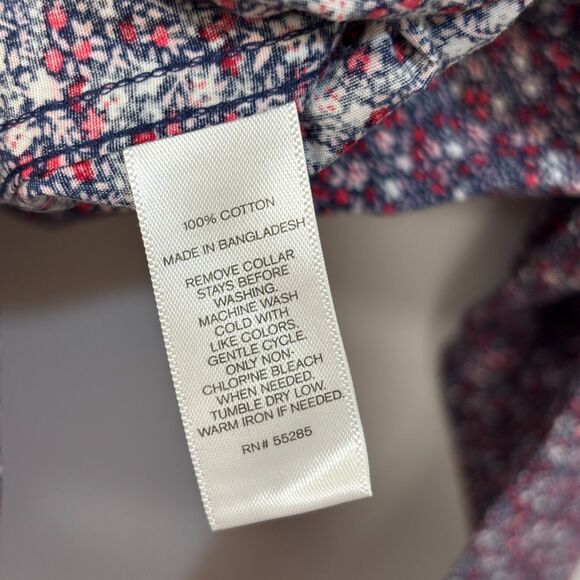 100% COTTON
MADE IN BANGLADESH
REMOVE COLLAR
STAYS BEFORE
WASHING.
MACHINE WASH
COLD WITH
LIKE COLORS,
GENTLE CYCLE.
ONLY NON-
CHLORINE BLEACH
WHEN NEEDED.
TUMBLE DRY LOW.
WARM IRON IF NEEDED.
RN# 55285